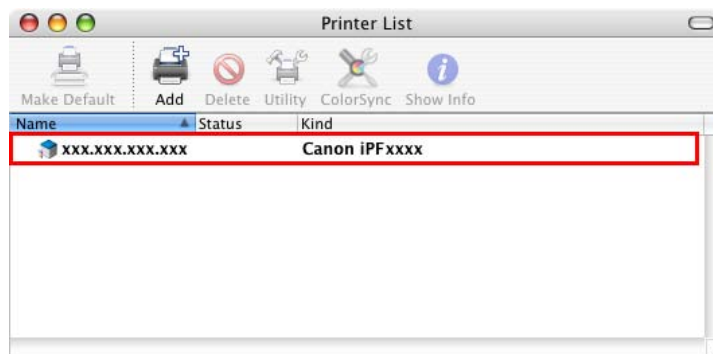 Printer List
Make Default Add Delete Utility ColorSync Show Info
Name Status Kind
xxx.xxx.xxx.xxx Canon iPFxxxx